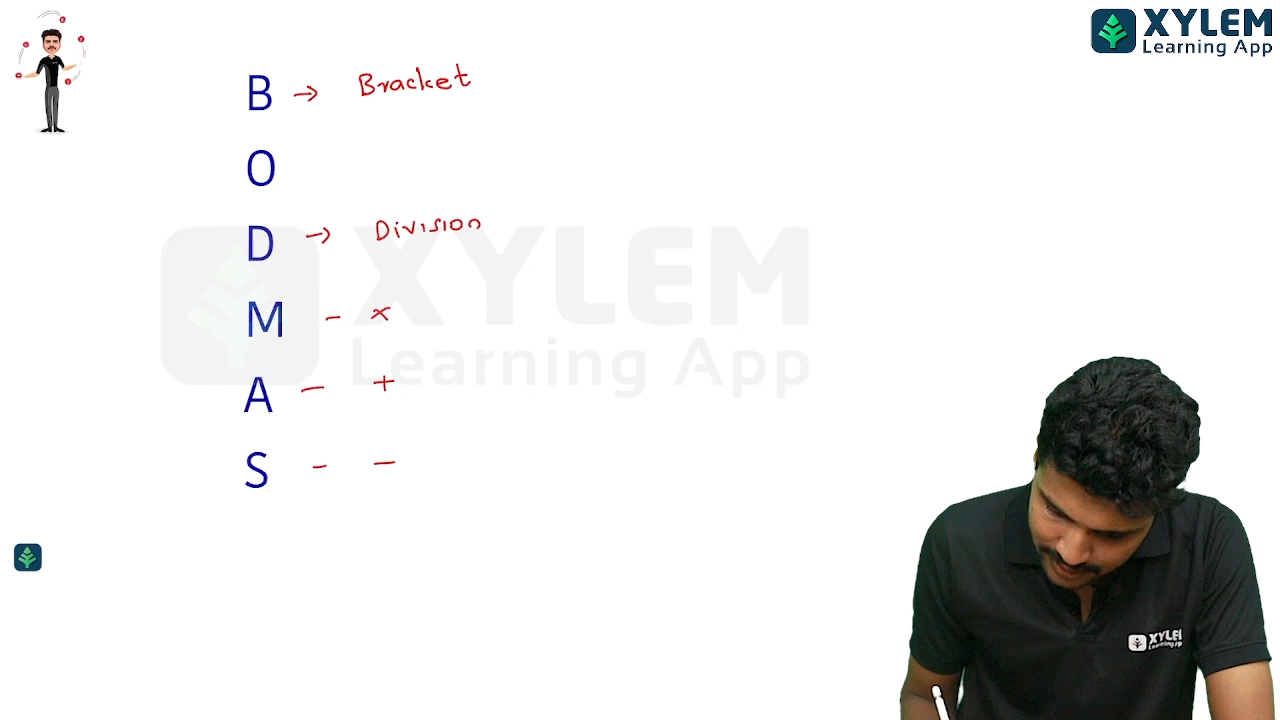 XYLEM
Learning App
B → Bracket
O
D → Division
M - ×
A - +
S - -
XYLEM
Learning App
XYLEM
Learning App